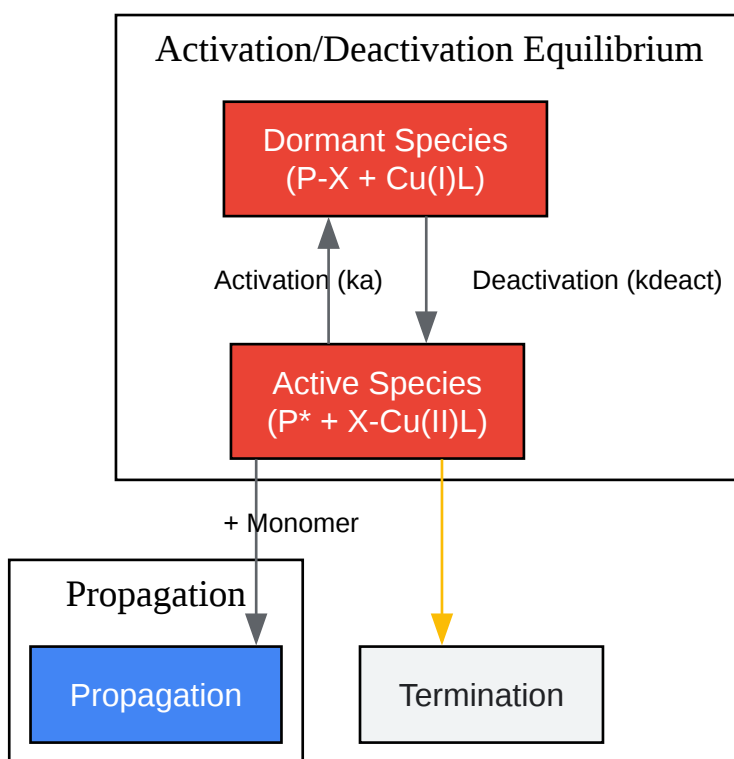 Activation/Deactivation Equilibrium
Dormant Species
(P-X + Cu(I)L)
Activation (ka)
Deactivation (kdeact)
Active Species
(P* + X-Cu(II)L)
+ Monomer
Propagation
Propagation
Termination